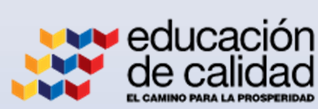 educación
de calidad
EL CAMINO PARA LA PROSPERIDAD